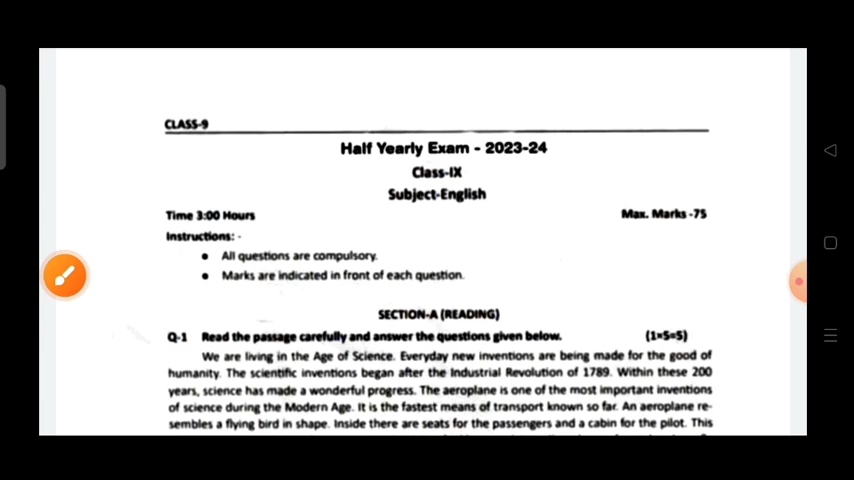 CLASS-9
Half Yearly Exam - 2023-24
Class-IX
Subject-English
Time 3:00 Hours Max. Marks -75
Instructions: -
• All questions are compulsory.
• Marks are indicated in front of each question.
SECTION-A (READING)
Q-1 Read the passage carefully and answer the questions given below. (1×5=5)
We are living in the Age of Science. Everyday new inventions are being made for the good of
humanity. The scientific inventions began after the Industrial Revolution of 1789. Within these 200
years, science has made a wonderful progress. The aeroplane is one of the most important inventions
of science during the Modern Age. It is the fastest means of transport known so far. An aeroplane re-
sembles a flying bird in shape. Inside there are seats for the passengers and a cabin for the pilot. This